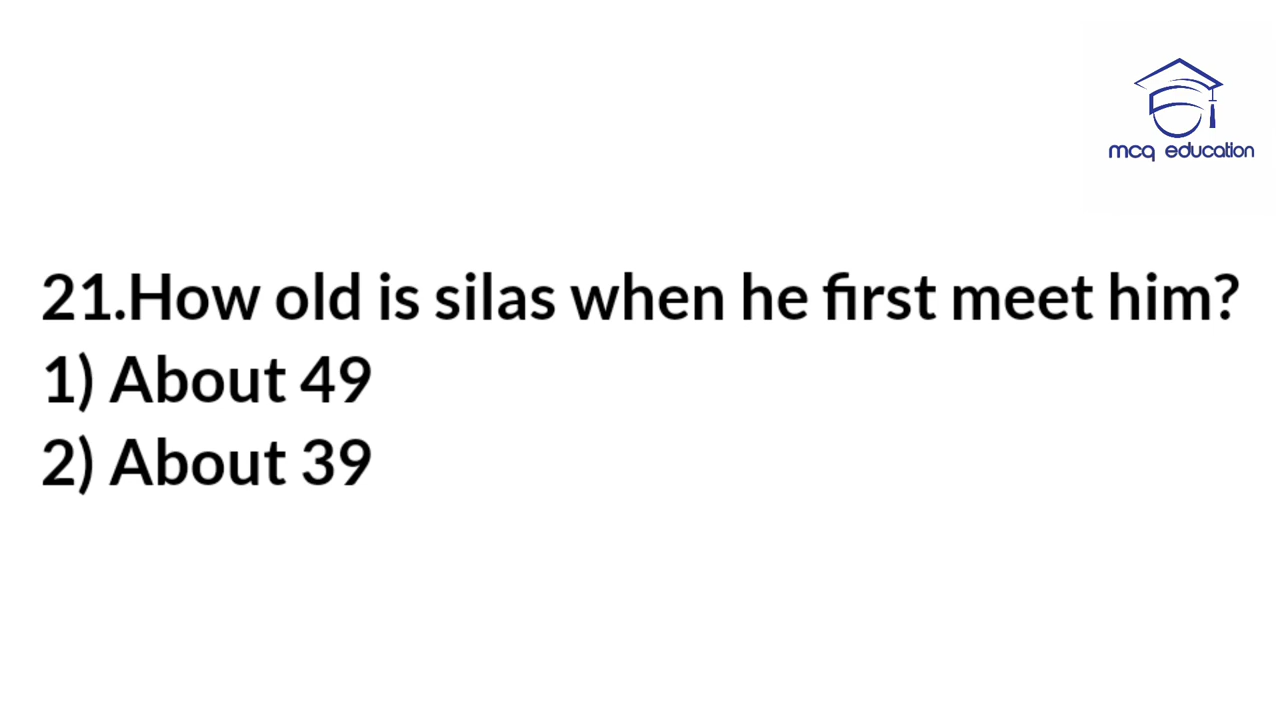 mcq education
21.How old is silas when he first meet him?
1) About 49
2) About 39